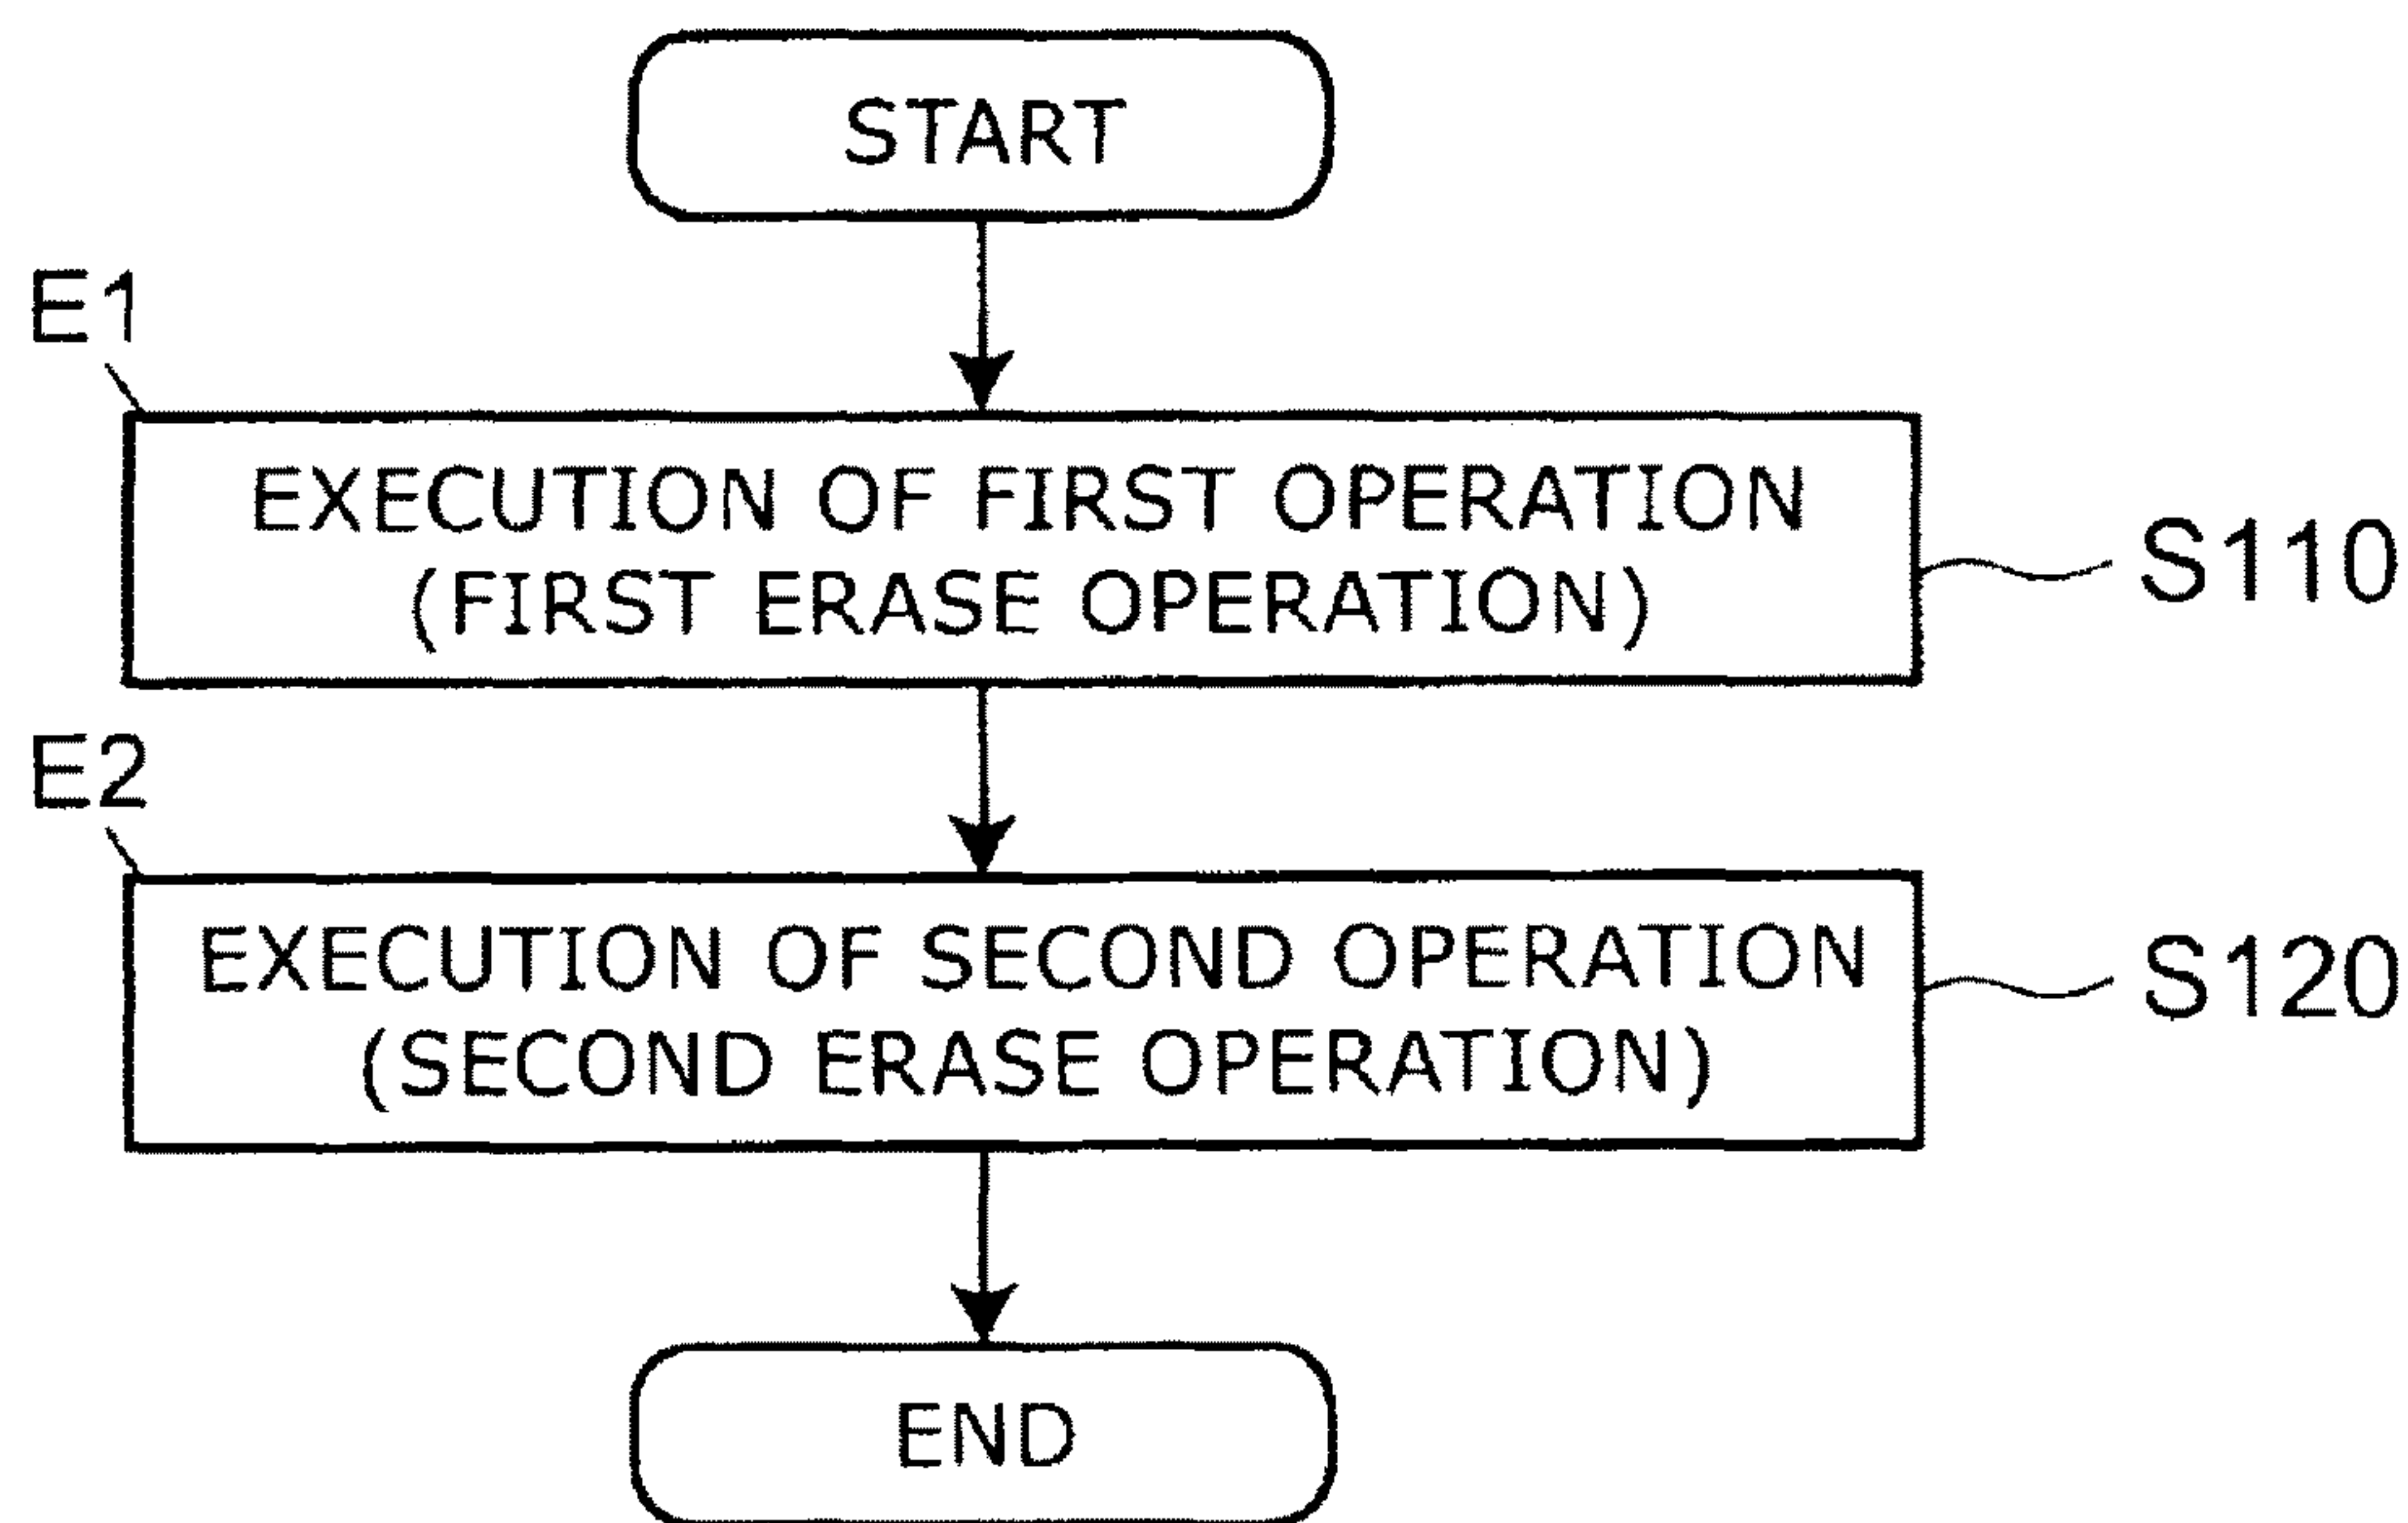 START
E1
EXECUTION OF FIRST OPERATION
(FIRST ERASE OPERATION)
S110
E2
EXECUTION OF SECOND OPERATION
(SECOND ERASE OPERATION)
S120
END